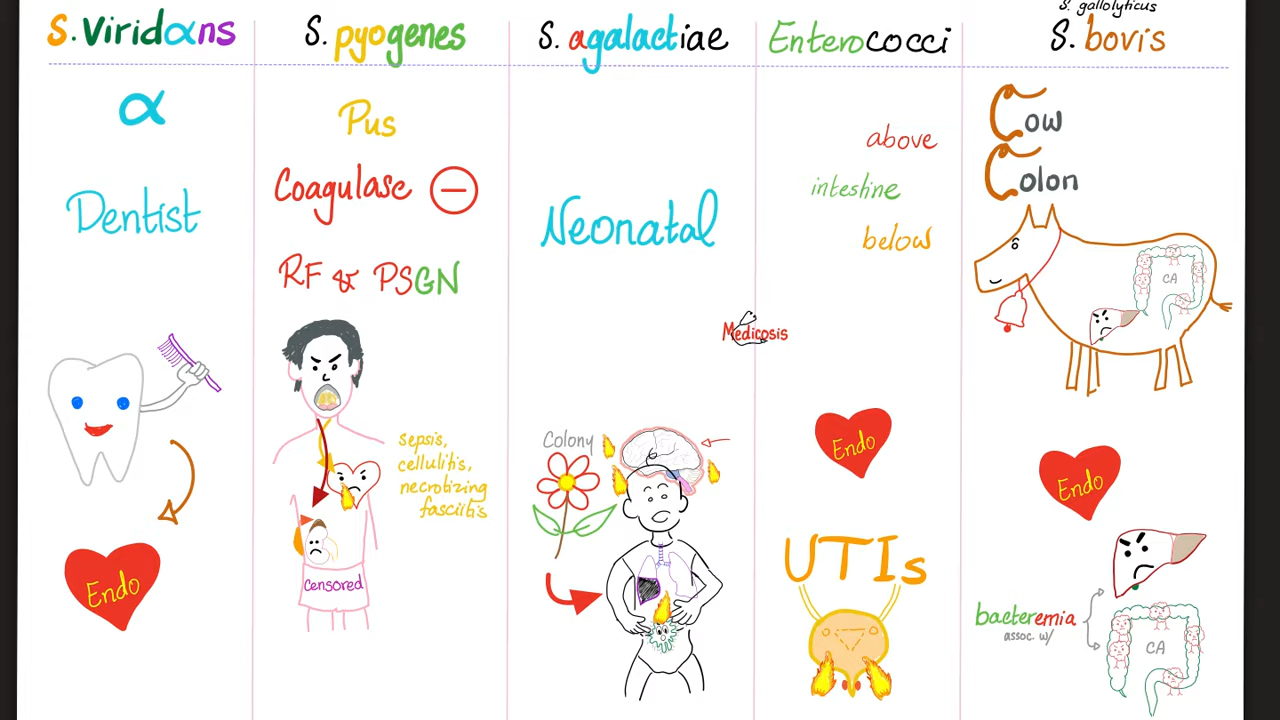 S. Viridans
α
Dentist
Endo
S. pyogenes
Pus
Coagulase ⊖
RF & PSGN
sepsis,
cellulitis,
necrotizing
fasciitis
Censored
S. agalactiae
Neonatal
Medicosis
Colony
Enterococci
above
intestine
below
Endo
UTIs
S. gallolyticus
S. bovis
Cow
Colon
CA
Endo
bacteremia
assoc. w/
CA